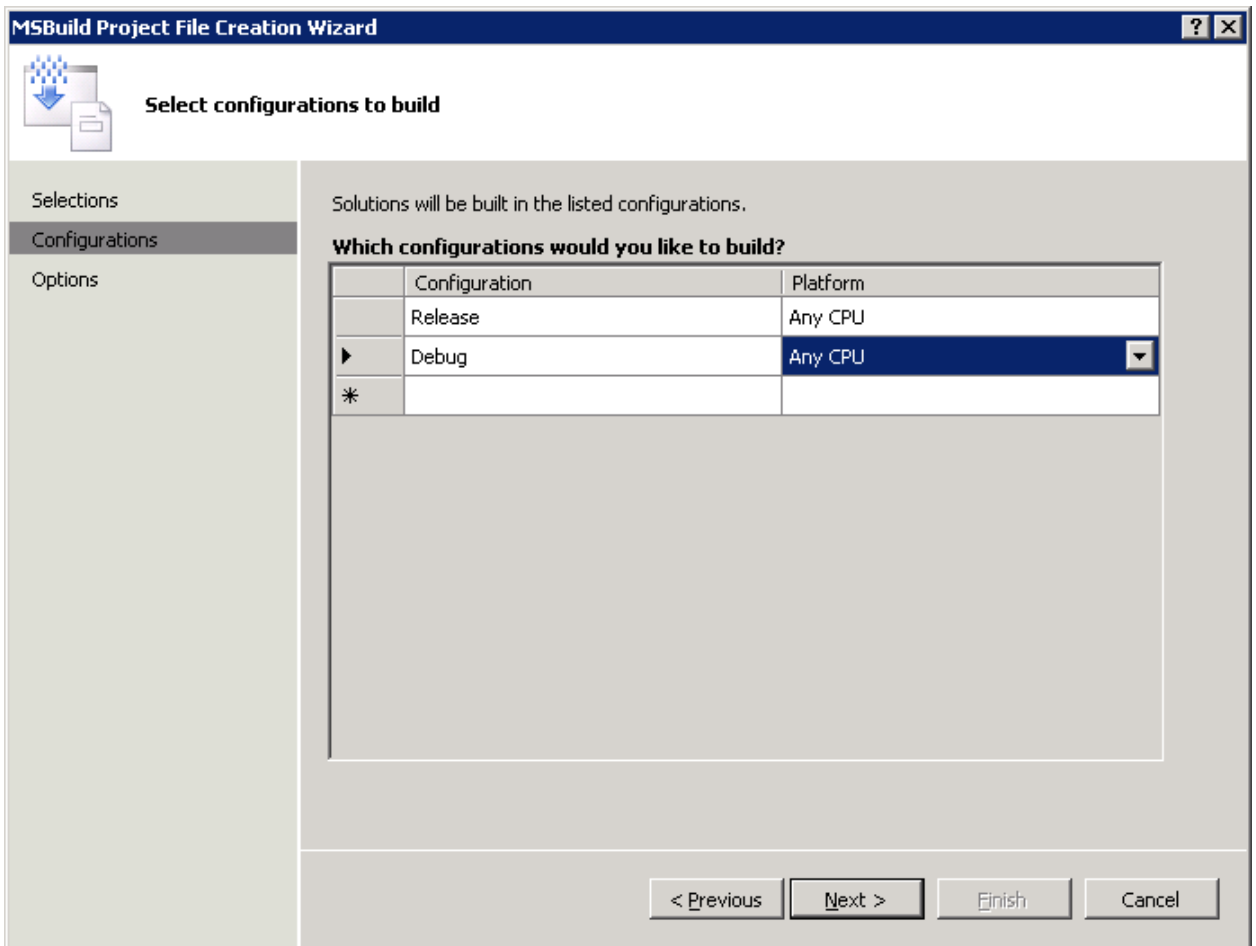 MSBuild Project File Creation Wizard
Select configurations to build
Selections
Configurations
Options
Solutions will be built in the listed configurations.
Which configurations would you like to build?
Configuration Platform
Release Any CPU
Debug Any CPU
< Previous Next > Finish Cancel